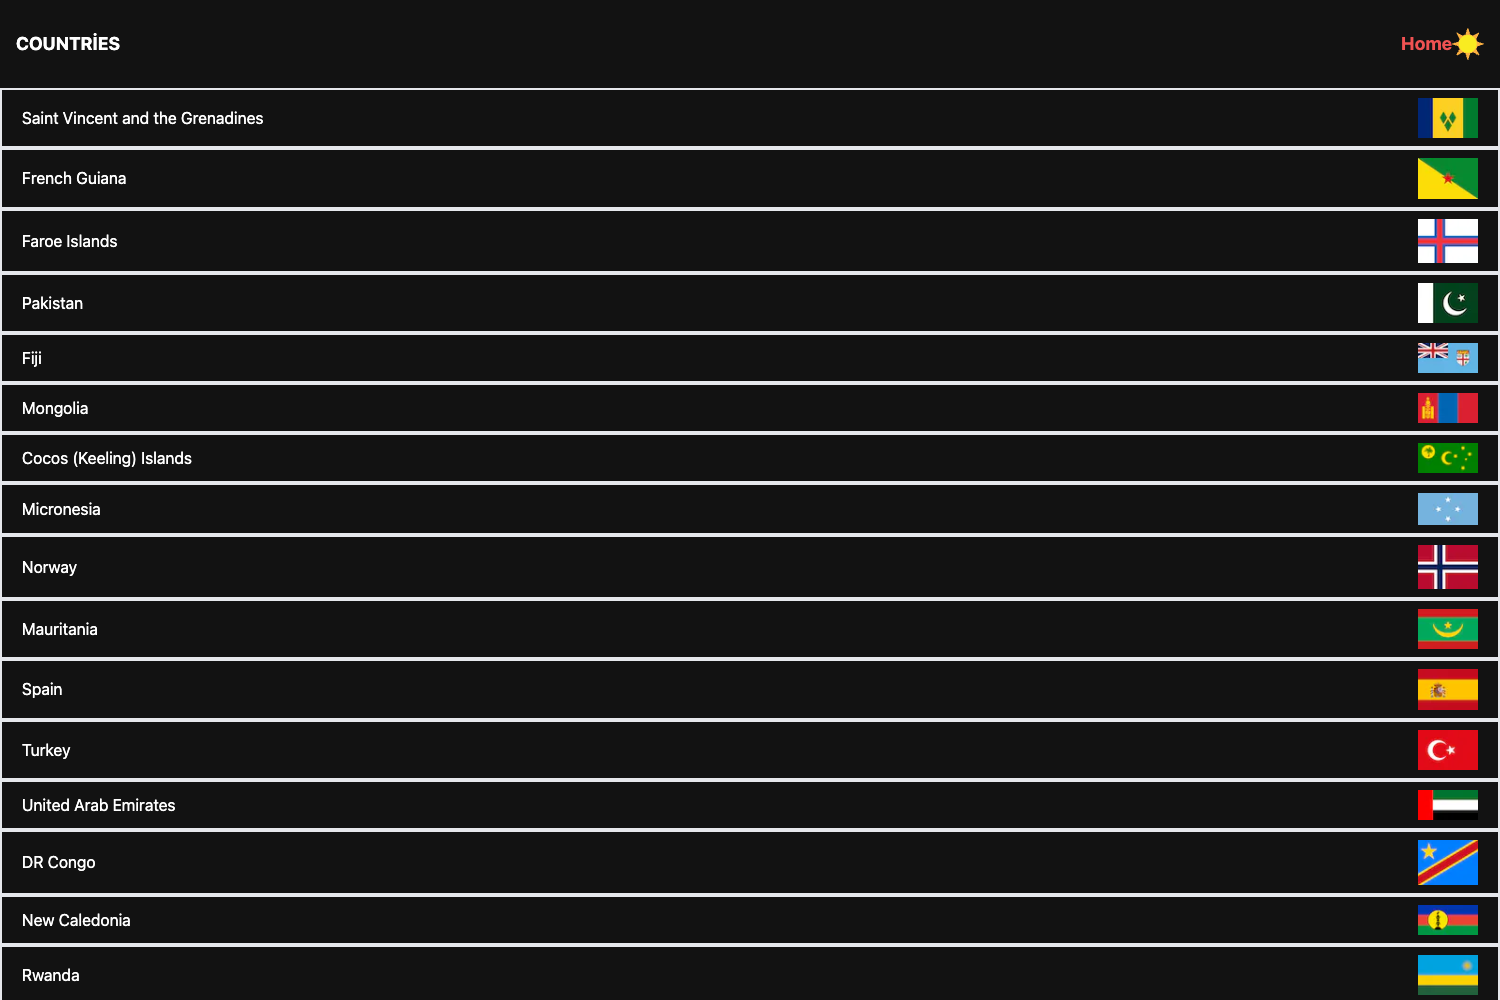 COUNTRİES
Home
Saint Vincent and the Grenadines
French Guiana
Faroe Islands
Pakistan
Fiji
Mongolia
Cocos (Keeling) Islands
Micronesia
Norway
Mauritania
Spain
Turkey
United Arab Emirates
DR Congo
New Caledonia
Rwanda